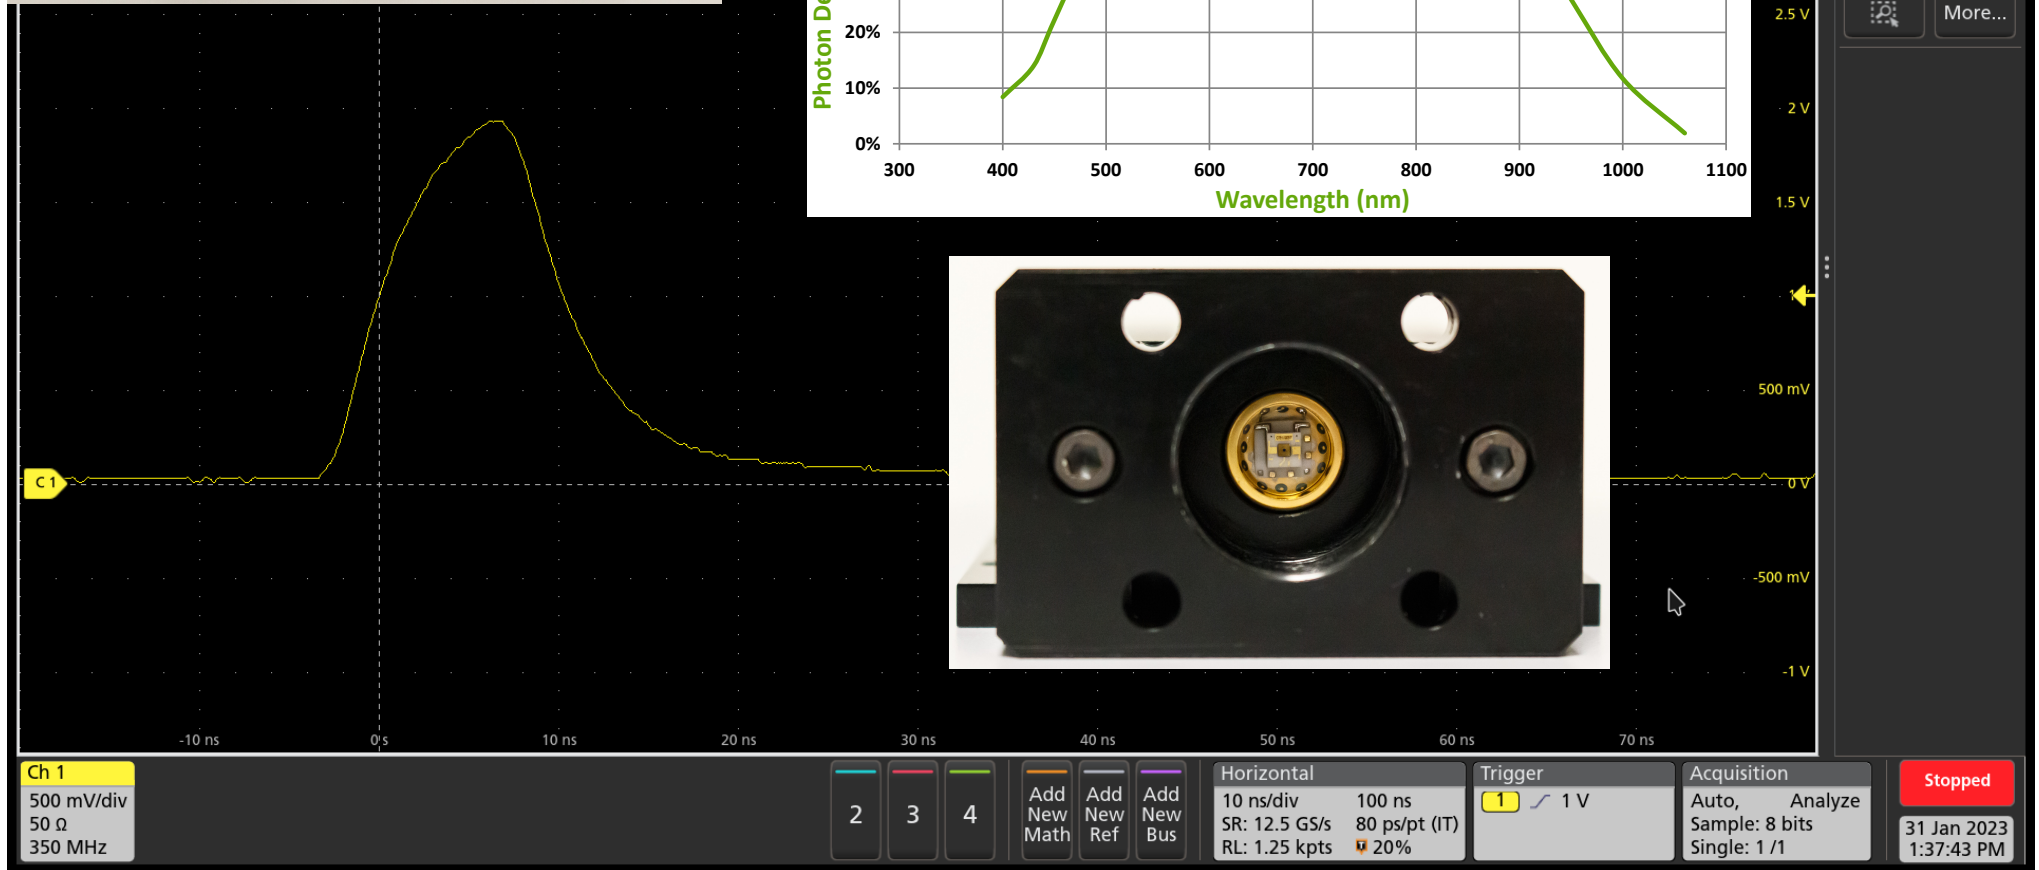 2.5 V
More...
Photon De
20%
10%
0%
300 400 500 600 700 800 900 1000 1100
Wavelength (nm)
2 V
1.5 V
500 mV
C 1
0 V
-500 mV
-1 V
-10 ns 0 s 10 ns 20 ns 30 ns 40 ns 50 ns 60 ns 70 ns
Ch 1
500 mV/div
50 Ω
350 MHz
2
3
4
Add
New
Math
Add
New
Ref
Add
New
Bus
Horizontal
10 ns/div 100 ns
SR: 12.5 GS/s 80 ps/pt (IT)
RL: 1.25 kpts T 20%
Trigger
1 1 V
Acquisition
Auto, Analyze
Sample: 8 bits
Single: 1 /1
Stopped
31 Jan 2023
1:37:43 PM